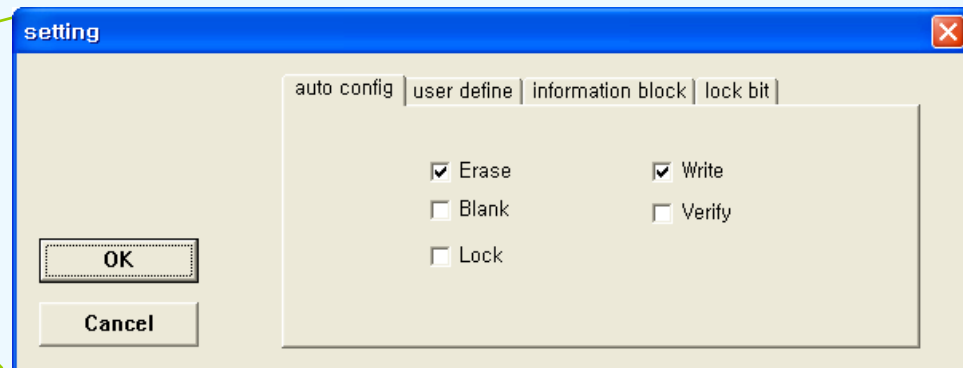 setting
auto config user define information block lock bit
Erase Write
Blank Verify
Lock
OK
Cancel